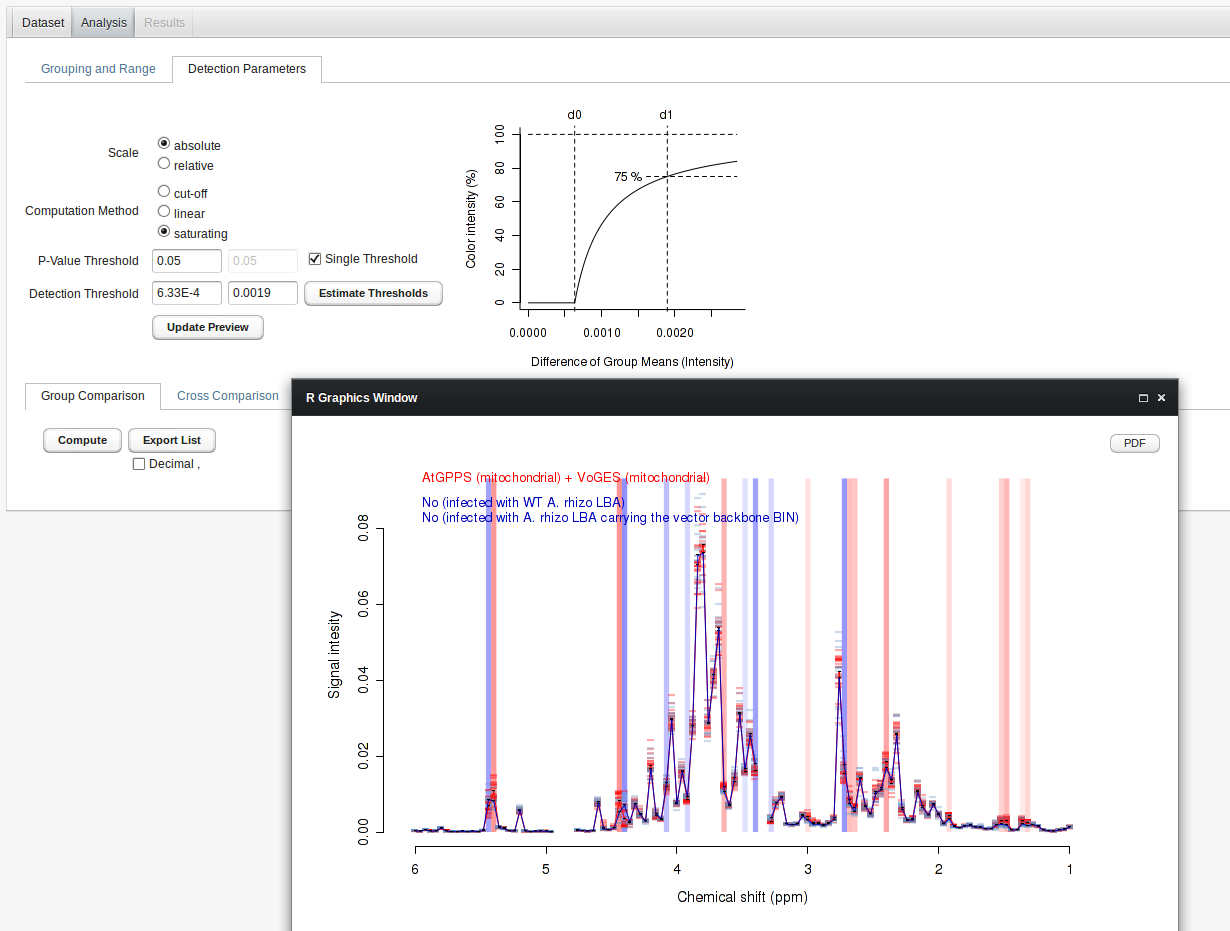 Dataset Analysis Results
Grouping and Range Detection Parameters
Scale
absolute
relative
Computation Method
cut-off
linear
saturating
P-Value Threshold 0.05 0.05 Single Threshold
Detection Threshold 6.33E-4 0.0019 Estimate Thresholds
Update Preview
d0 d1
Color intensity (%)
100
80
60
40
20
0
75 %
0.0000 0.0010 0.0020
Difference of Group Means (Intensity)
Group Comparison Cross Comparison
Compute Export List
Decimal ,
R Graphics Window
PDF
AtGPPS (mitochondrial) + VoGES (mitochondrial)
No (infected with WT A. rhizo LBA)
No (infected with A. rhizo LBA carrying the vector backbone BIN)
Signal intesity
0.08
0.06
0.04
0.02
0.00
6 5 4 3 2 1
Chemical shift (ppm)